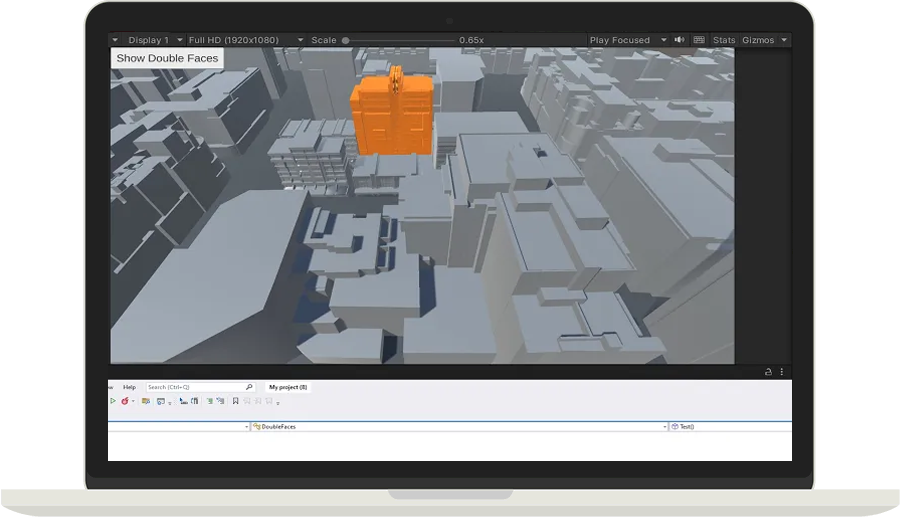 Display 1 Full HD (1920x1080) Scale 0.65x Play Focused Stats Gizmos
Show Double Faces
Help Search (Ctrl+Q) My project (8)
DoubleFaces Test()